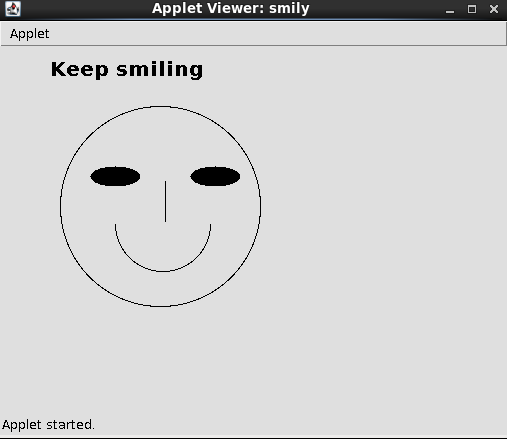 Applet Viewer: smily
Applet
Keep smiling
Applet started.